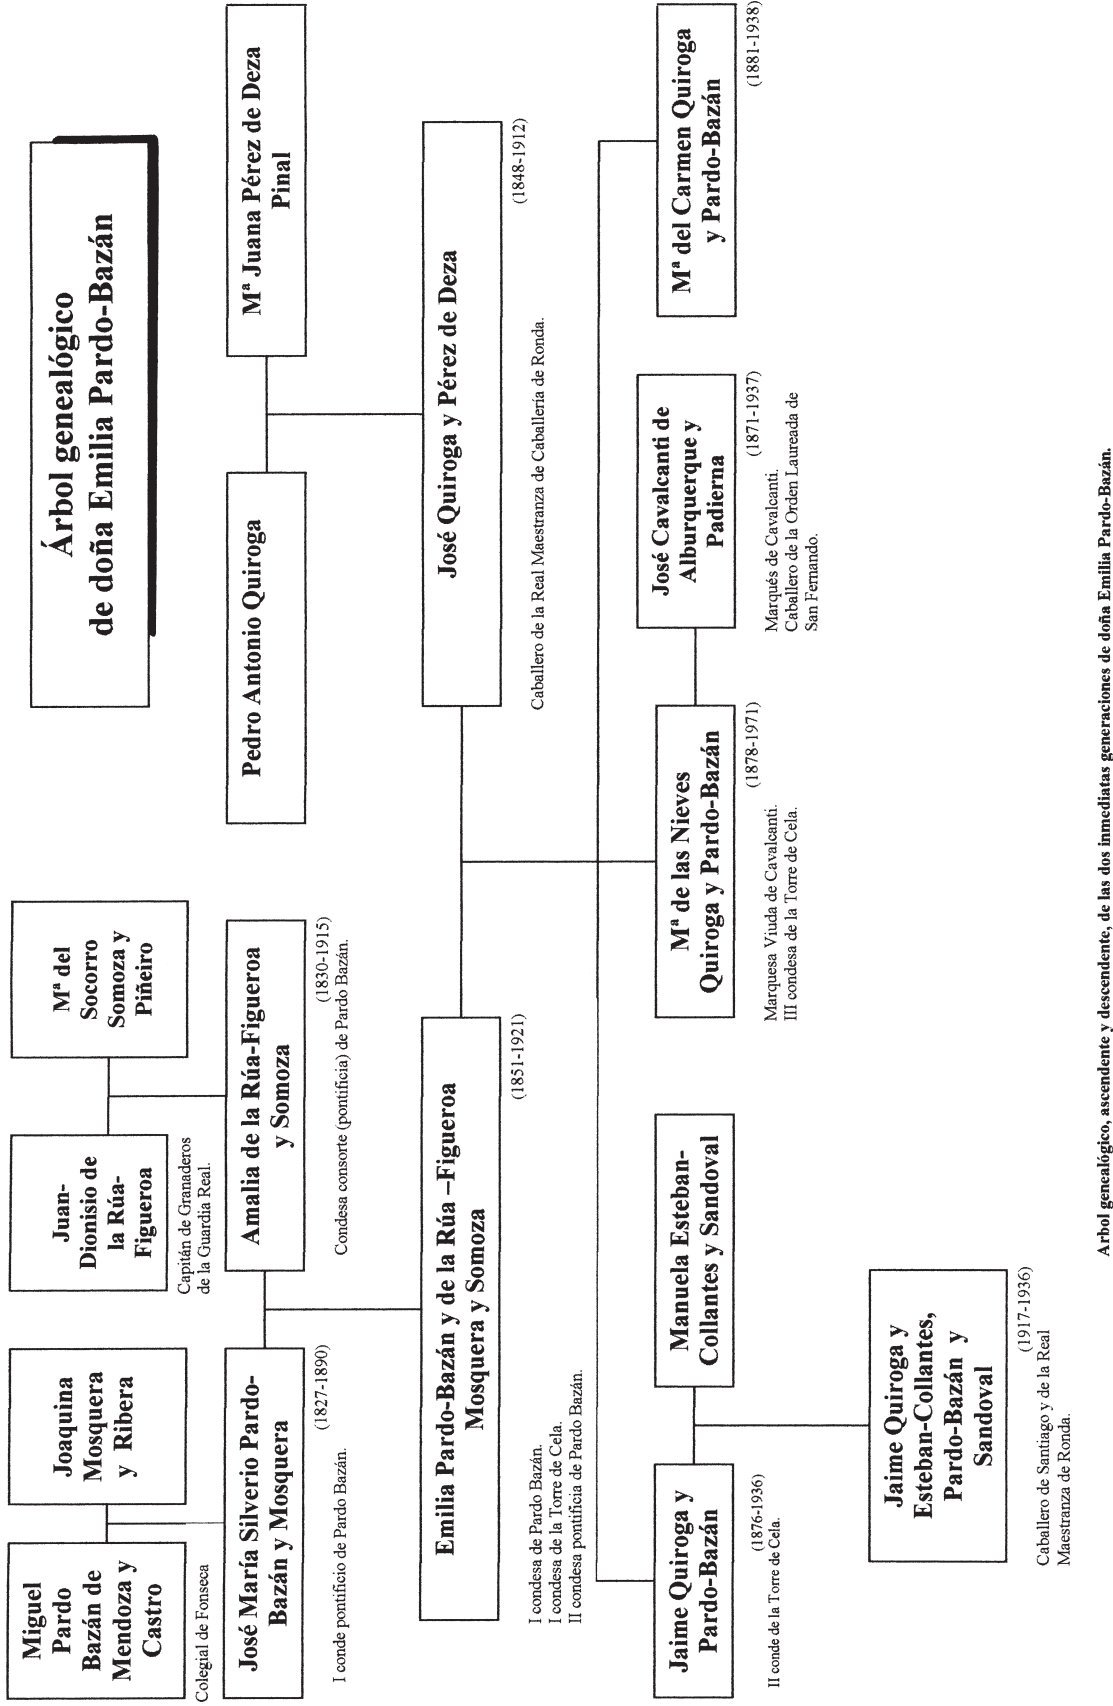 Árbol genealógico
de doña Emilia Pardo-Bazán
Miguel
Pardo
Bazán de
Mendoza y
Castro
Colegial de Fonseca
Joaquina
Mosquera
y Ribera
Juan-
Dionisio de
la Rúa-
Figueroa
Capitán de Granaderos
de la Guardia Real.
Mª del
Socorro
Somoza y
Piñeiro
José María Silverio Pardo-
Bazán y Mosquera
(1827-1890)
I conde pontificio de Pardo Bazán.
Amalia de la Rúa-Figueroa
y Somoza
(1830-1915)
Condesa consorte (pontificia) de Pardo Bazán.
Pedro Antonio Quiroga
Mª Juana Pérez de Deza
Pinal
Emilia Pardo-Bazán y de la Rúa –Figueroa
Mosquera y Somoza
(1851-1921)
I condesa de Pardo Bazán.
I condesa de la Torre de Cela.
II condesa pontificia de Pardo Bazán.
José Quiroga y Pérez de Deza
(1848-1912)
Caballero de la Real Maestranza de Caballería de Ronda.
Jaime Quiroga y
Pardo-Bazán
(1876-1936)
II conde de la Torre de Cela.
Manuela Esteban-
Collantes y Sandoval
Mª de las Nieves
Quiroga y Pardo-Bazán
(1878-1971)
Marquesa Viuda de Cavalcanti.
III condesa de la Torre de Cela.
José Cavalcanti de
Alburquerque y
Padierna
(1871-1937)
Marqués de Cavalcanti.
Caballero de la Orden Laureada de
San Fernando.
Mª del Carmen Quiroga
y Pardo-Bazán
(1881-1938)
Jaime Quiroga y
Esteban-Collantes,
Pardo-Bazán y
Sandoval
(1917-1936)
Caballero de Santiago y de la Real
Maestranza de Ronda.
Arbol genealógico, ascendente y descendente, de las dos inmediatas generaciones de doña Emilia Pardo-Bazán.